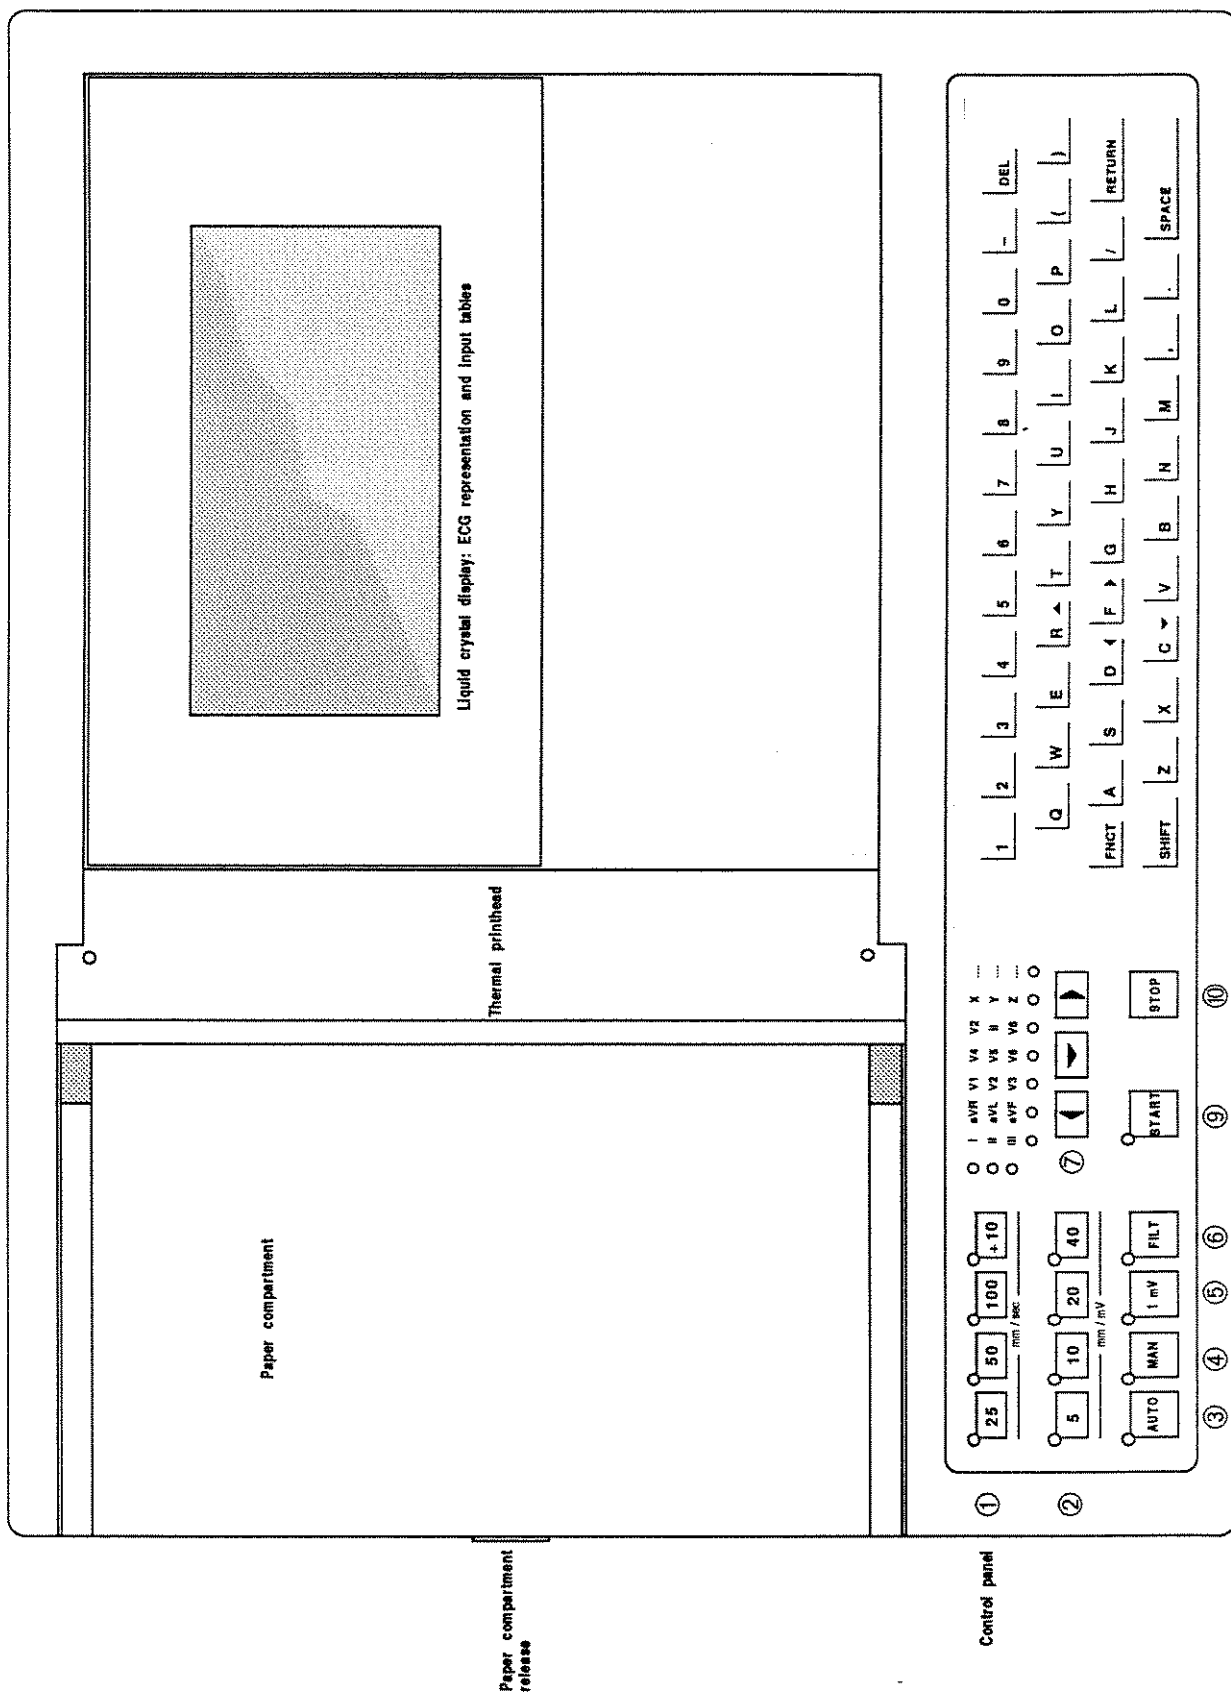 Liquid crystal display: ECG representation and input tables
Thermal printhead
Paper compartment
Paper compartment
release
Control panel
①
25 50 100 +10
mm / sec
②
5 10 20 40
mm / mV
AUTO MAN 1 mV FILT
③ ④ ⑤ ⑥
I aVR V1 V4 V2 X ---
II aVL V2 V5 II Y ---
III aVF V3 V6 V5 Z ---
⑦
START STOP
⑨ ⑩
1 2 3 4 5 6 7 8 9 0 – DEL
Q W E R ▲ T Y U I O P ( )
FNCT A S D ◄ F ► G H J K L / RETURN
SHIFT Z X C ▼ V B N M , . SPACE